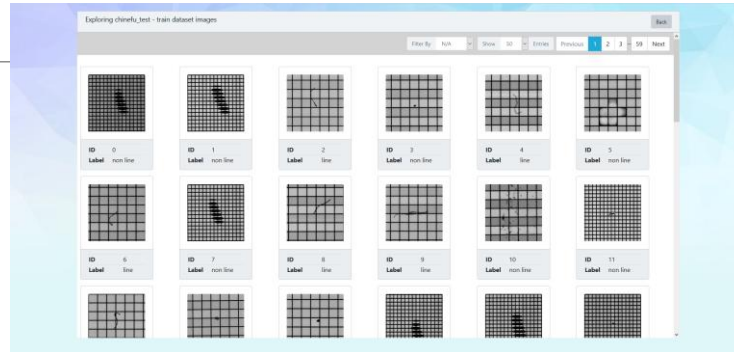 Exploring chinefu_test - train dataset images
Back
Filter By N/A Show 50 Entries Previous 1 2 3 - 59 Next
ID 0
Label non line
ID 1
Label non line
ID 2
Label line
ID 3
Label non line
ID 4
Label line
ID 5
Label non line
ID 6
Label line
ID 7
Label non line
ID 8
Label line
ID 9
Label line
ID 10
Label non line
ID 11
Label non line